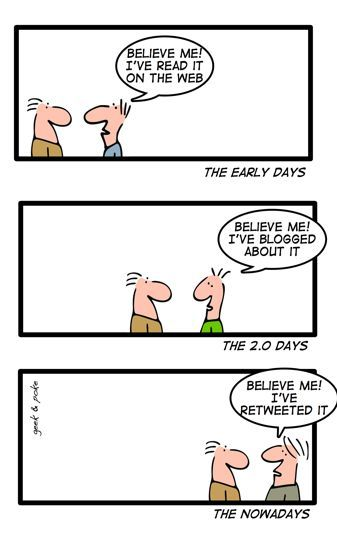 BELIEVE ME!
I'VE READ IT
ON THE WEB
THE EARLY DAYS
BELIEVE ME!
I'VE BLOGGED
ABOUT IT
THE 2.0 DAYS
geek & poke
BELIEVE ME!
I'VE
RETWEETED IT
THE NOWADAYS